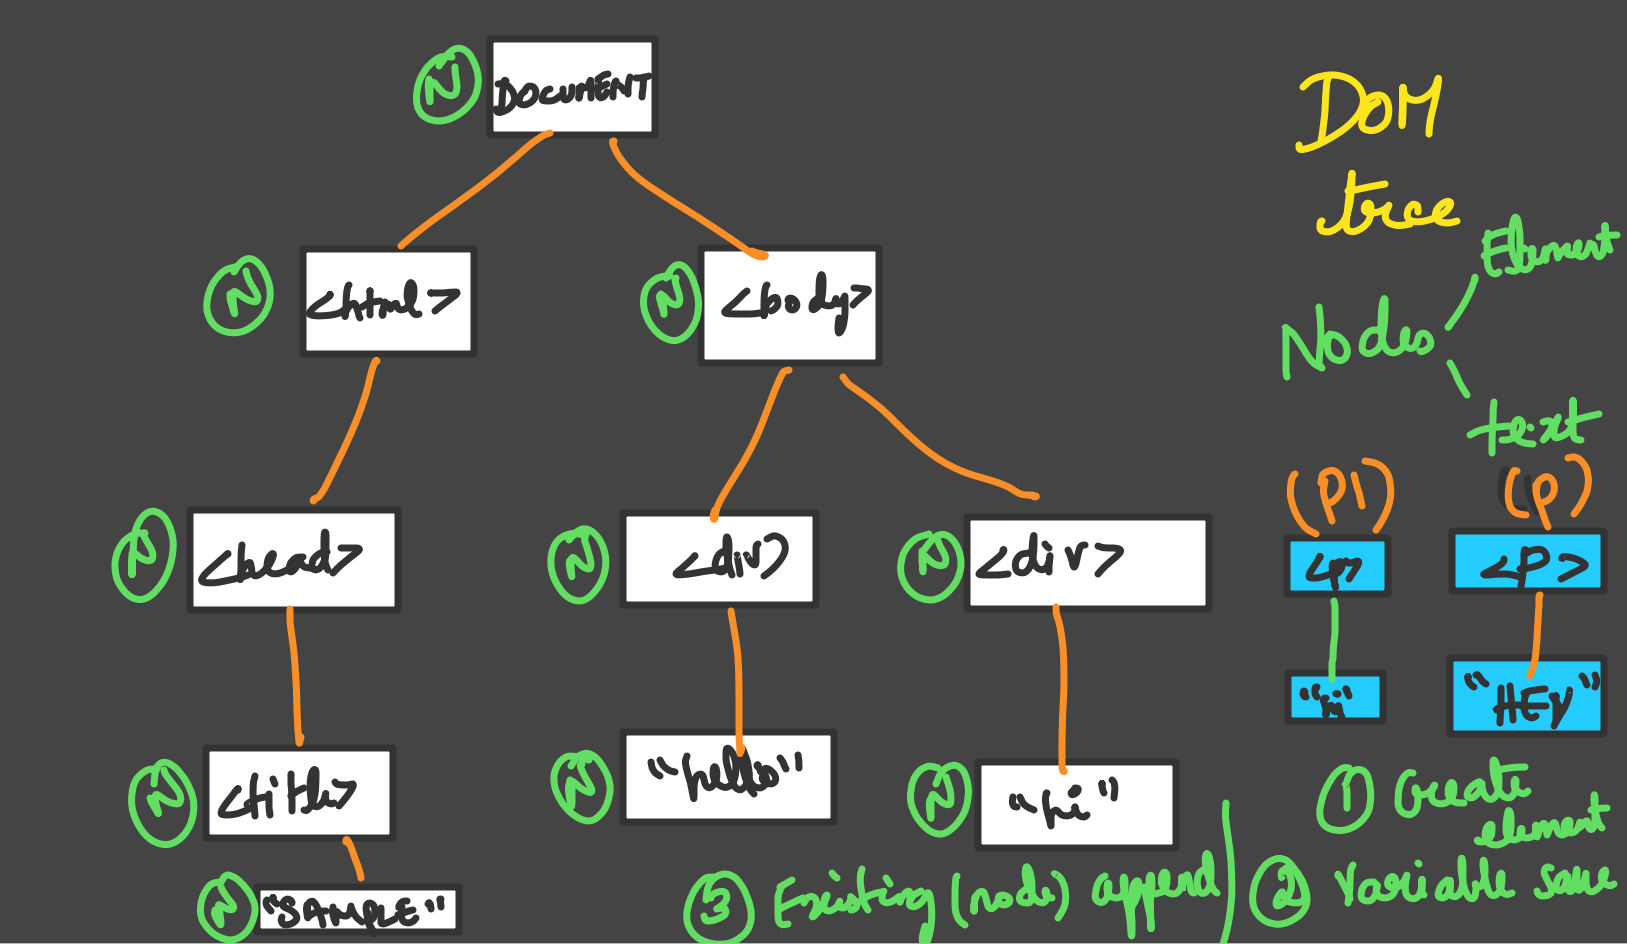 N DOCUMENT
DOM
tree
N <html>
N <body>
Element
Nodes
text
(P1) (P)
N <head>
N <div>
N <div>
<p> <P>
"hi" "HEy"
N <title>
N "hello"
N "hi"
① Create
element
N "SAMPLE"
③ Existing (node) append
② Variable save